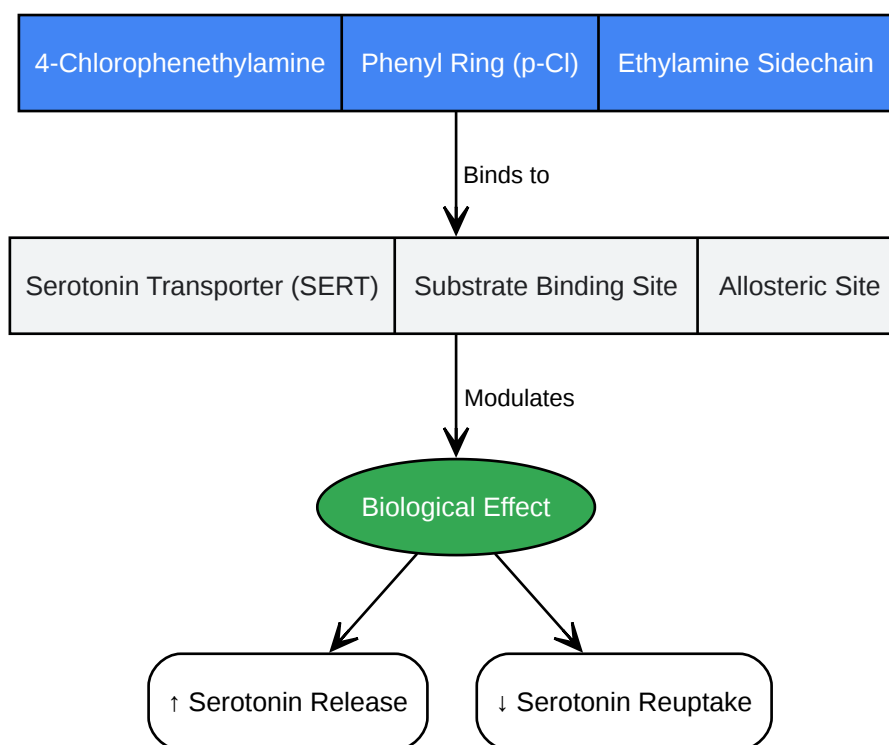 4-Chlorophenethylamine
Phenyl Ring (p-Cl)
Ethylamine Sidechain
Binds to
Serotonin Transporter (SERT)
Substrate Binding Site
Allosteric Site
Modulates
Biological Effect
↑ Serotonin Release
↓ Serotonin Reuptake